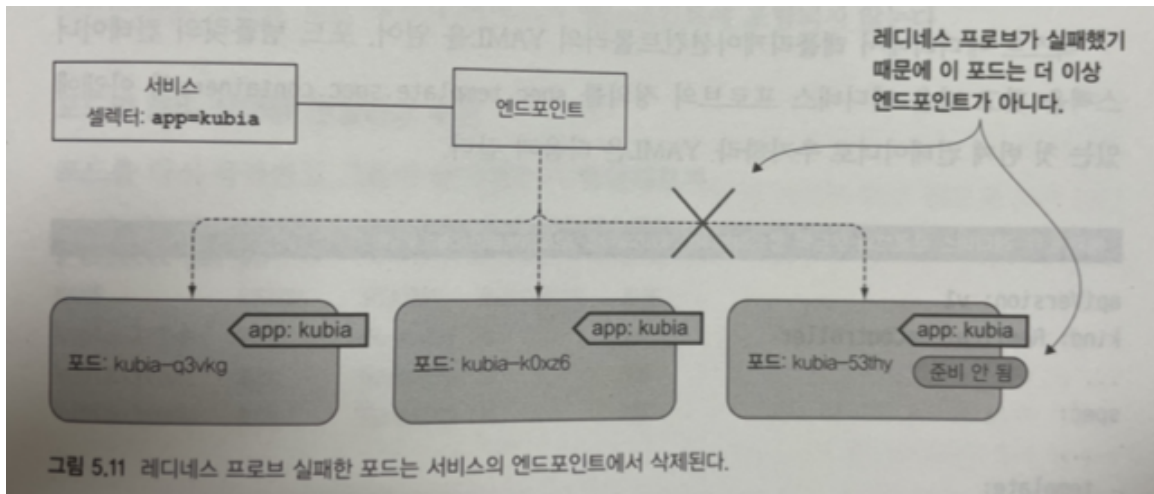 레디네스 프로브가 실패했기
때문에 이 포드는 더 이상
엔드포인트가 아니다.
서비스
셀렉터: app=kubia
엔드포인트
app: kubia
포드: kubia-q3vkg
app: kubia
포드: kubia-k0xz6
app: kubia
포드: kubia-53thy
준비 안 됨
그림 5.11 레디네스 프로브 실패한 포드는 서비스의 엔드포인트에서 삭제된다.